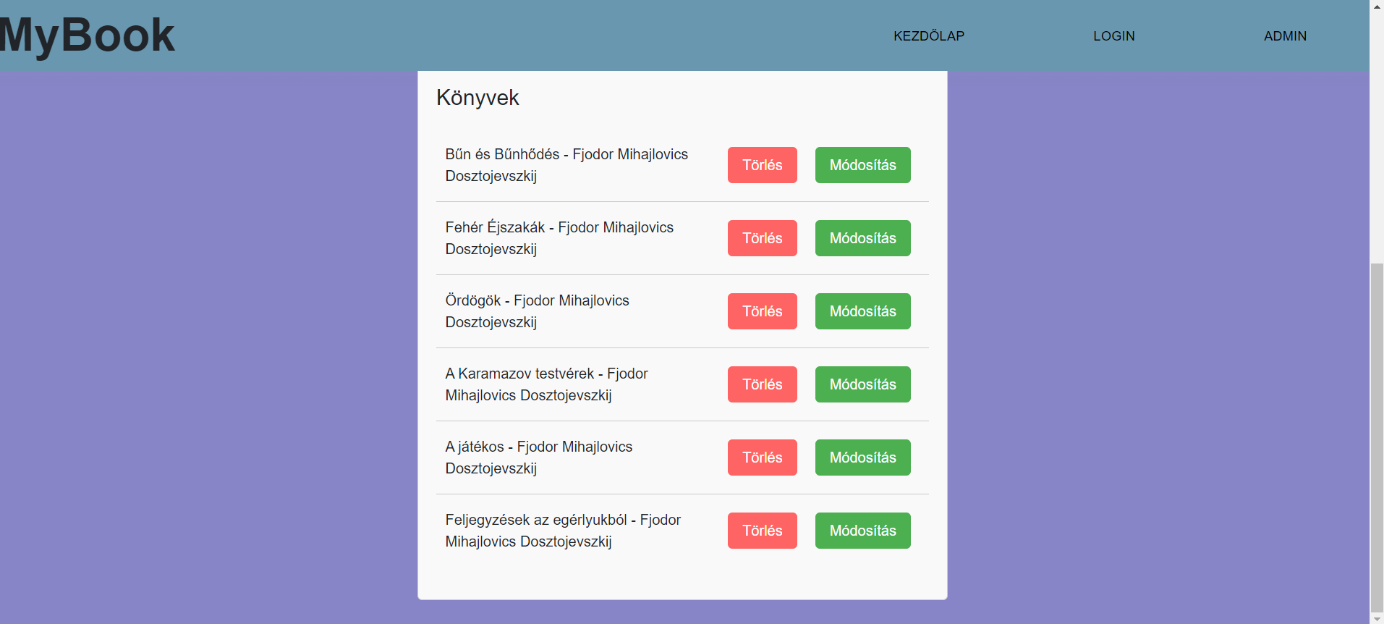 MyBook
KEZDŐLAP
LOGIN
ADMIN
Könyvek
Bűn és Bűnhődés - Fjodor Mihajlovics
Dosztojevszkij
Törlés
Módosítás
Fehér Éjszakák - Fjodor Mihajlovics
Dosztojevszkij
Törlés
Módosítás
Ördögök - Fjodor Mihajlovics
Dosztojevszkij
Törlés
Módosítás
A Karamazov testvérek - Fjodor
Mihajlovics Dosztojevszkij
Törlés
Módosítás
A játékos - Fjodor Mihajlovics
Dosztojevszkij
Törlés
Módosítás
Feljegyzések az egérlyukból - Fjodor
Mihajlovics Dosztojevszkij
Törlés
Módosítás